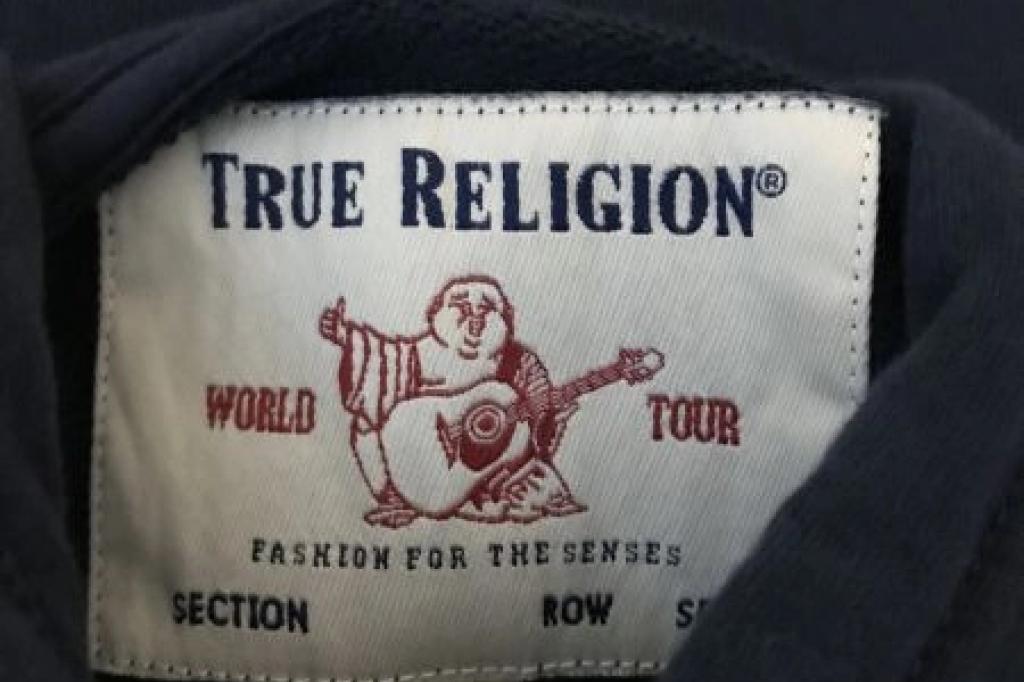 TRUE RELIGION®
WORLD TOUR
FASHION FOR THE SENSES
SECTION ROW